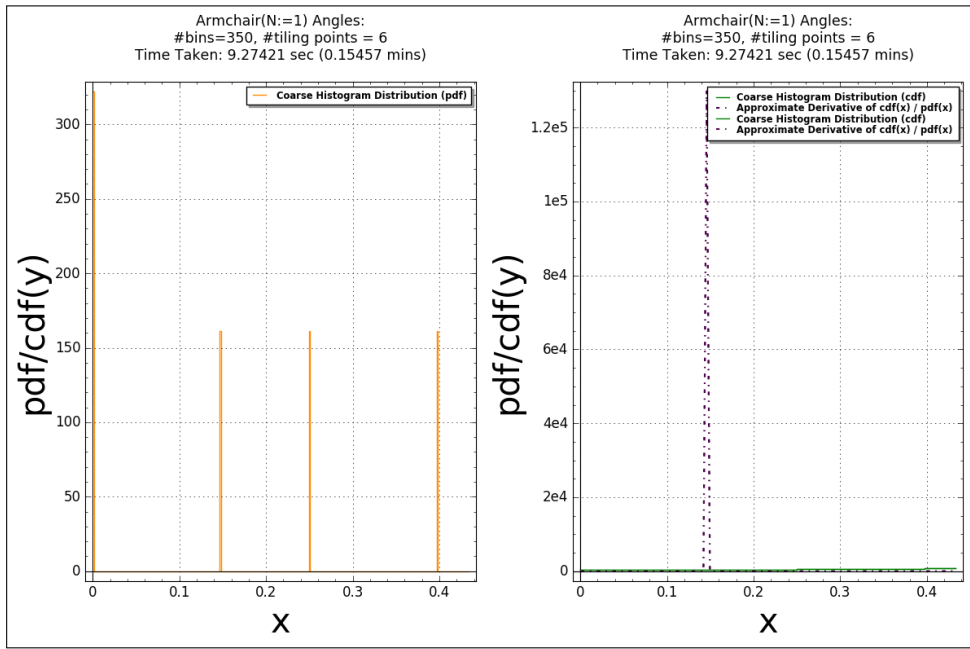 Armchair(N:=1) Angles:
#bins=350, #tiling points = 6
Time Taken: 9.27421 sec (0.15457 mins)
Coarse Histogram Distribution (pdf)
300
250
200
150
100
50
0
pdf/cdf(y)
0 0.1 0.2 0.3 0.4
x
Armchair(N:=1) Angles:
#bins=350, #tiling points = 6
Time Taken: 9.27421 sec (0.15457 mins)
Coarse Histogram Distribution (cdf)
Approximate Derivative of cdf(x) / pdf(x)
Coarse Histogram Distribution (cdf)
Approximate Derivative of cdf(x) / pdf(x)
1.2e5
1e5
8e4
6e4
4e4
2e4
0
pdf/cdf(y)
0 0.1 0.2 0.3 0.4
x